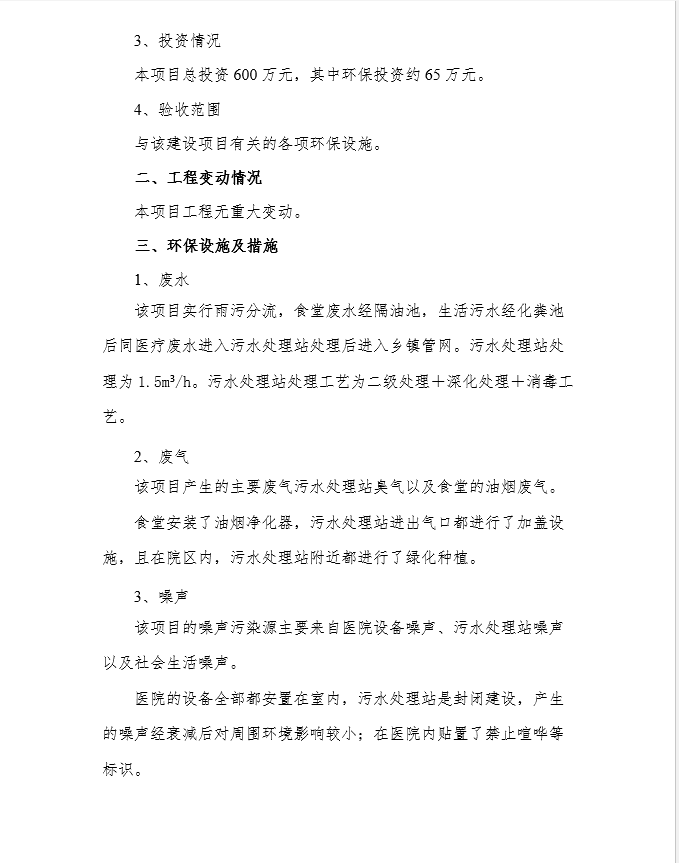 3、投资情况
本项目总投资 600 万元，其中环保投资约 65 万元。
4、验收范围
与该建设项目有关的各项环保设施。
二、工程变动情况
本项目工程无重大变动。
三、环保设施及措施
1、废水
该项目实行雨污分流，食堂废水经隔油池，生活污水经化粪池
后同医疗废水进入污水处理站处理后进入乡镇管网。污水处理站处
理为 1.5m³/h。污水处理站处理工艺为二级处理＋深化处理＋消毒工
艺。
2、废气
该项目产生的主要废气污水处理站臭气以及食堂的油烟废气。
食堂安装了油烟净化器，污水处理站进出气口都进行了加盖设
施，且在院区内，污水处理站附近都进行了绿化种植。
3、噪声
该项目的噪声污染源主要来自医院设备噪声、污水处理站噪声
以及社会生活噪声。
医院的设备全部都安置在室内，污水处理站是封闭建设，产生
的噪声经衰减后对周围环境影响较小；在医院内贴置了禁止喧哗等
标识。